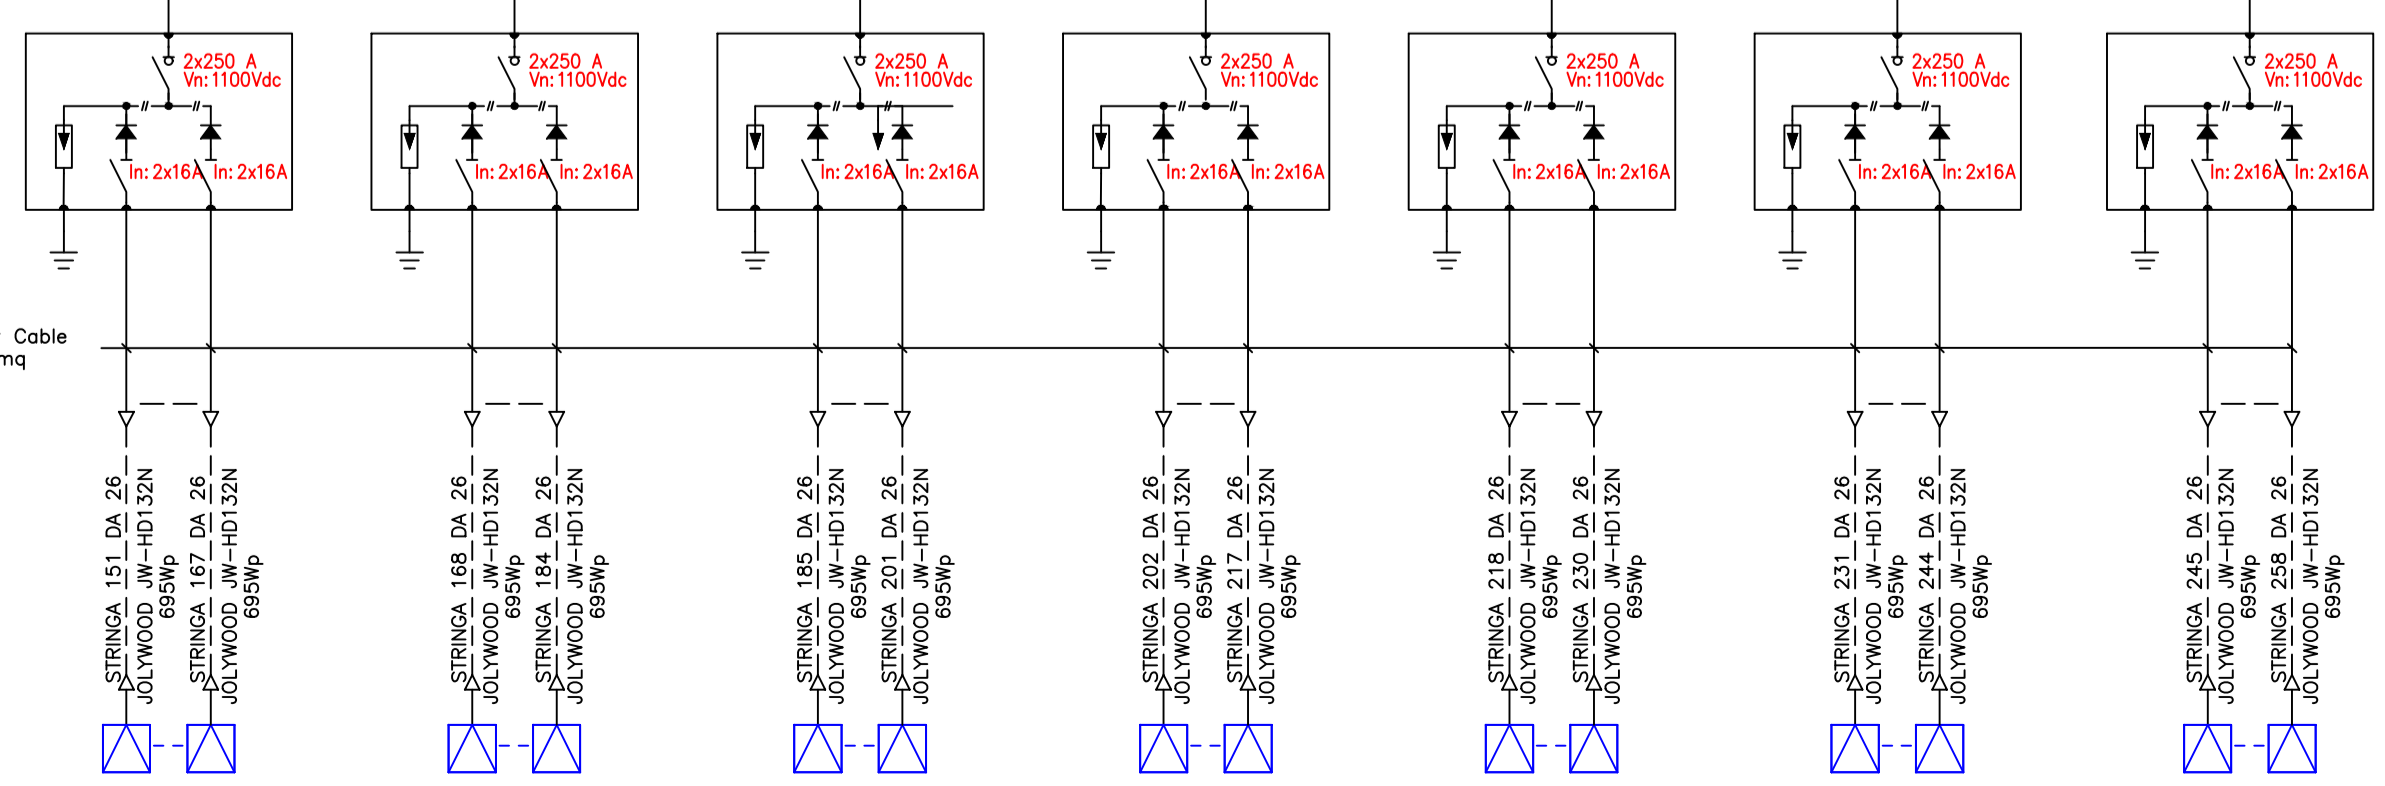 2x250 A
Vn: 1100Vdc
In: 2x16A
In: 2x16A
2x250 A
Vn: 1100Vdc
In: 2x16A
In: 2x16A
2x250 A
Vn: 1100Vdc
In: 2x16A
In: 2x16A
2x250 A
Vn: 1100Vdc
In: 2x16A
In: 2x16A
2x250 A
Vn: 1100Vdc
In: 2x16A
In: 2x16A
2x250 A
Vn: 1100Vdc
In: 2x16A
In: 2x16A
2x250 A
Vn: 1100Vdc
In: 2x16A
In: 2x16A
Cable
mq
STRINGA 151 DA 26
JOLYWOOD JW-HD132N
695Wp
STRINGA 167 DA 26
JOLYWOOD JW-HD132N
695Wp
STRINGA 168 DA 26
JOLYWOOD JW-HD132N
695Wp
STRINGA 184 DA 26
JOLYWOOD JW-HD132N
695Wp
STRINGA 185 DA 26
JOLYWOOD JW-HD132N
695Wp
STRINGA 201 DA 26
JOLYWOOD JW-HD132N
695Wp
STRINGA 202 DA 26
JOLYWOOD JW-HD132N
695Wp
STRINGA 217 DA 26
JOLYWOOD JW-HD132N
695Wp
STRINGA 218 DA 26
JOLYWOOD JW-HD132N
695Wp
STRINGA 230 DA 26
JOLYWOOD JW-HD132N
695Wp
STRINGA 231 DA 26
JOLYWOOD JW-HD132N
695Wp
STRINGA 244 DA 26
JOLYWOOD JW-HD132N
695Wp
STRINGA 245 DA 26
JOLYWOOD JW-HD132N
695Wp
STRINGA 258 DA 26
JOLYWOOD JW-HD132N
695Wp